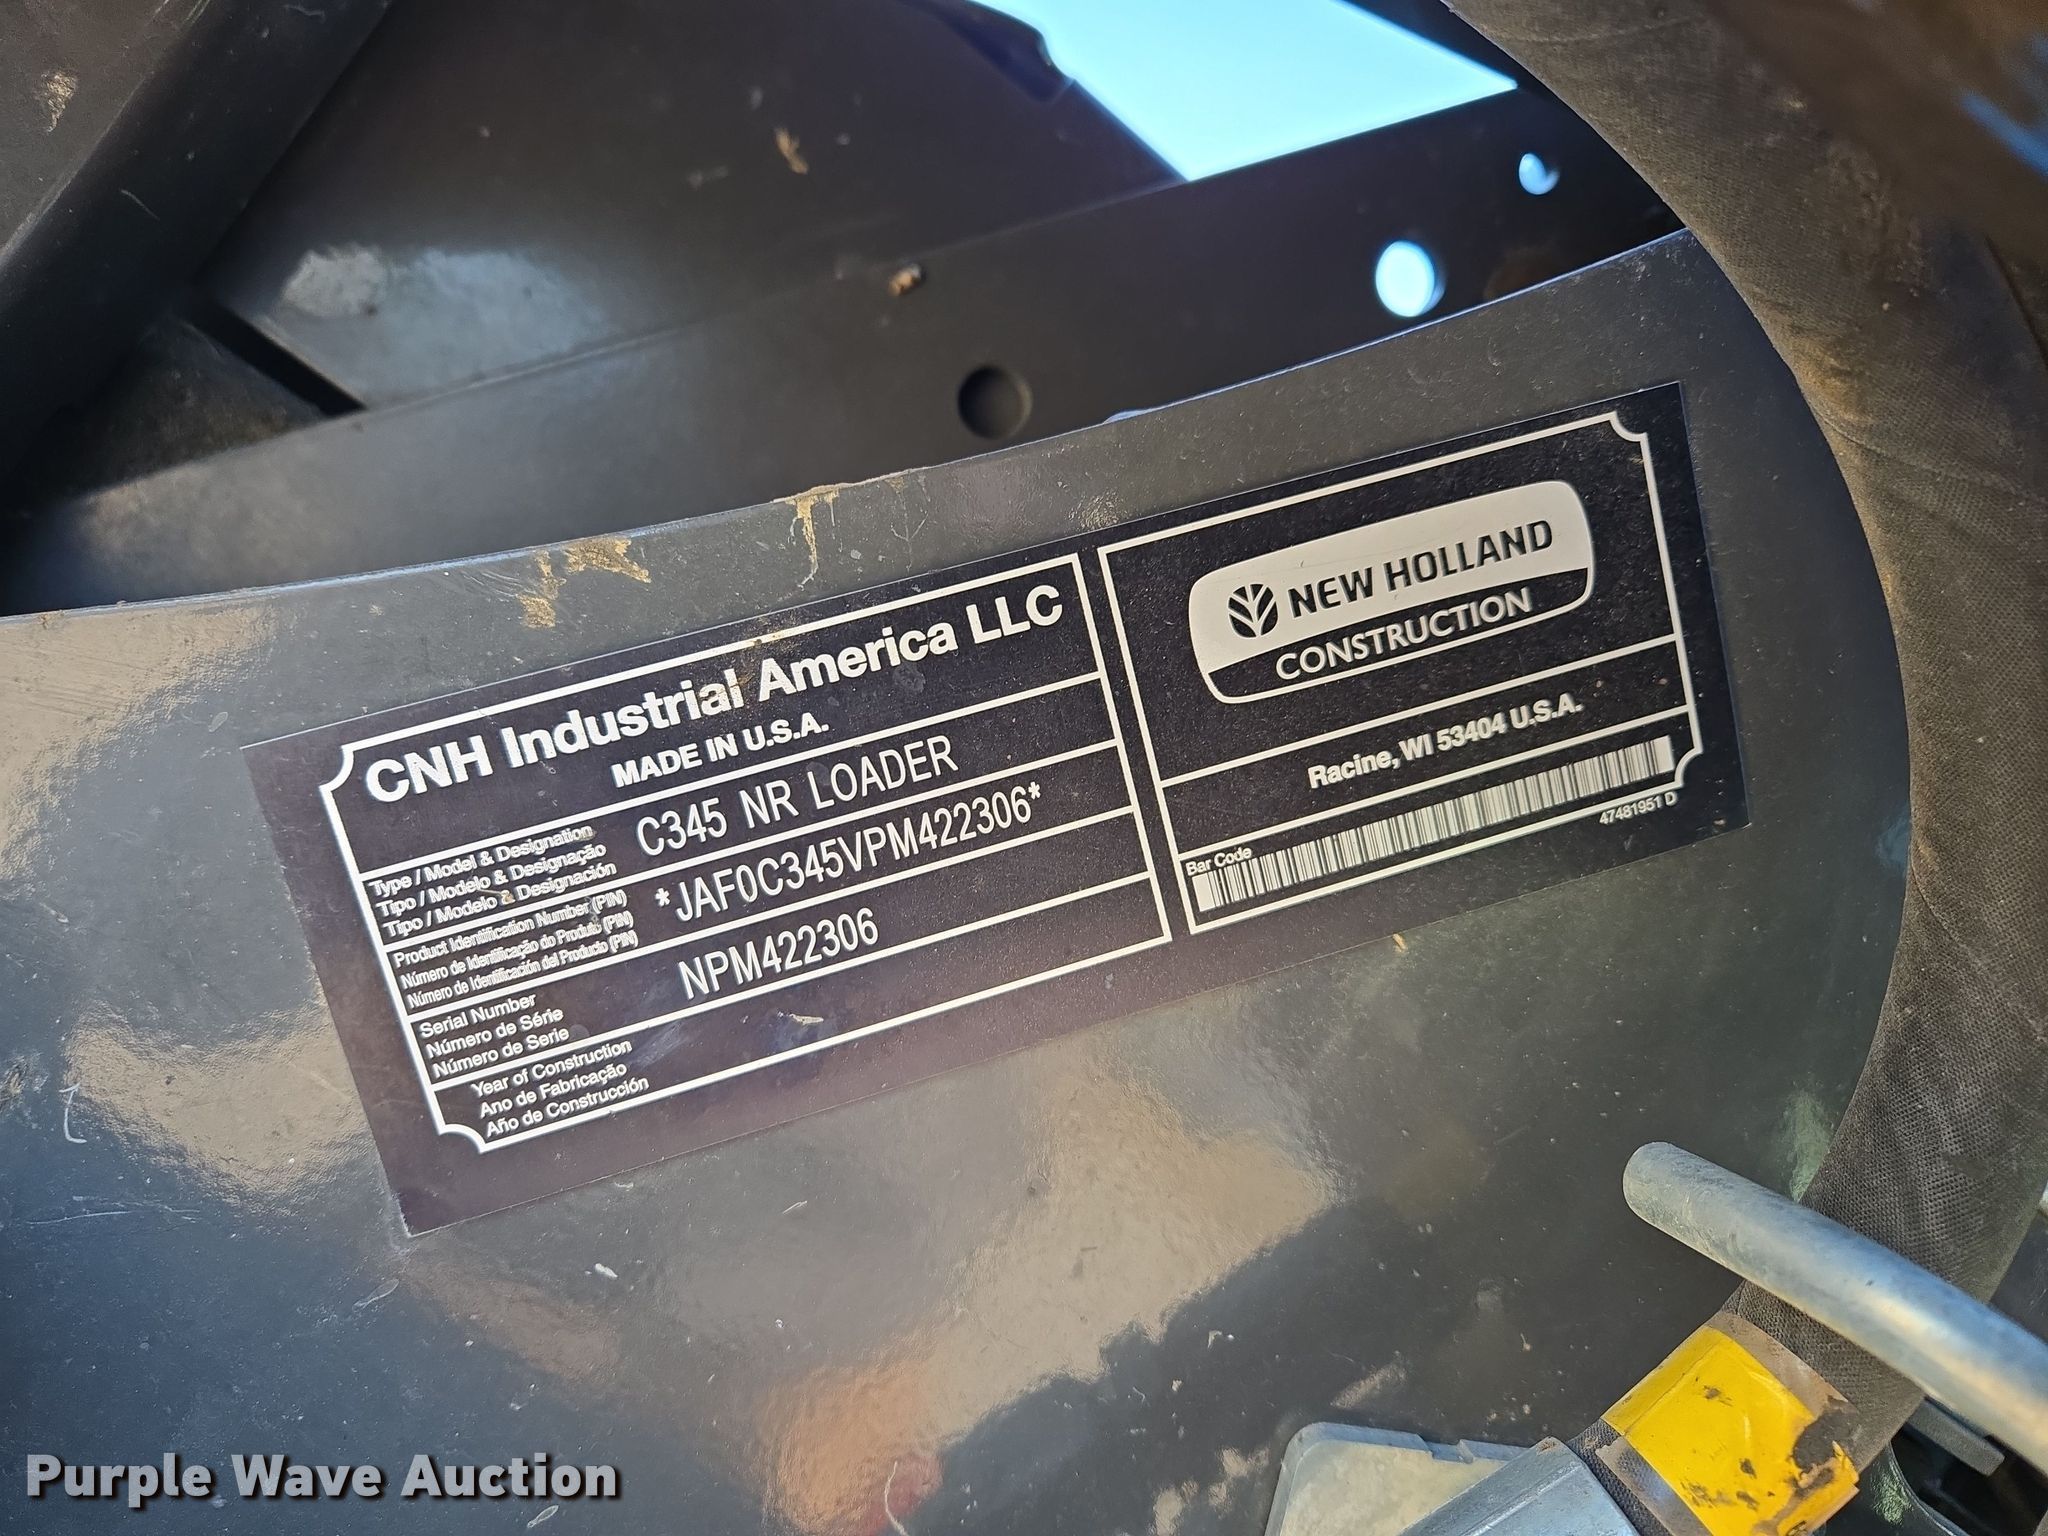 CNH Industrial America LLC
MADE IN U.S.A.
Type / Model & Designation
Tipo / Modelo & Designação
Tipo / Modelo & Designación
C345 NR LOADER
Product Identification Number (PIN)
Número de Identificação do Produto (PIN)
Número de Identificación del Producto (PIN)
*JAF0C345VPM422306*
Serial Number
Número de Série
Número de Serie
NPM422306
Year of Construction
Ano de Fabricação
Año de Construcción
NEW HOLLAND
CONSTRUCTION
Racine, WI 53404 U.S.A.
Bar Code
47481951 D
Purple Wave Auction